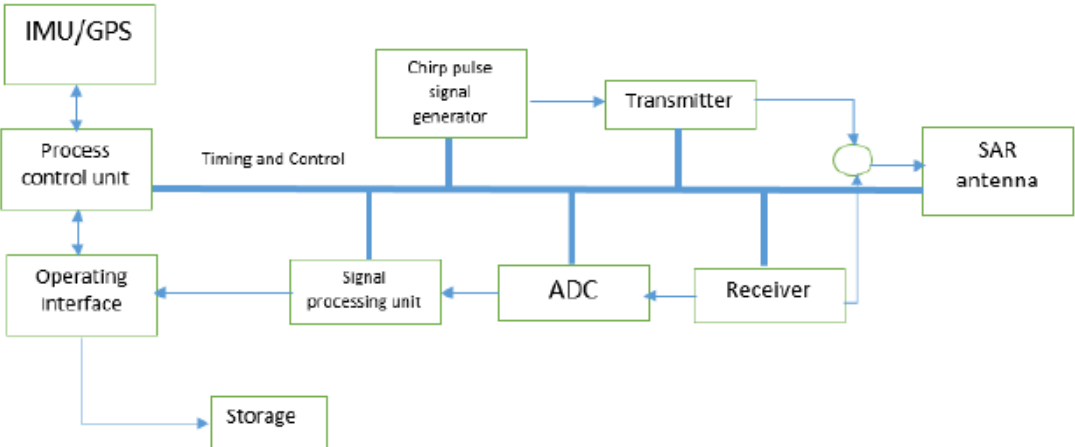 IMU/GPS
Chirp pulse
signal
generator
Transmitter
Process
control unit
Timing and Control
SAR
antenna
Operating
interface
Signal
processing unit
ADC
Receiver
Storage